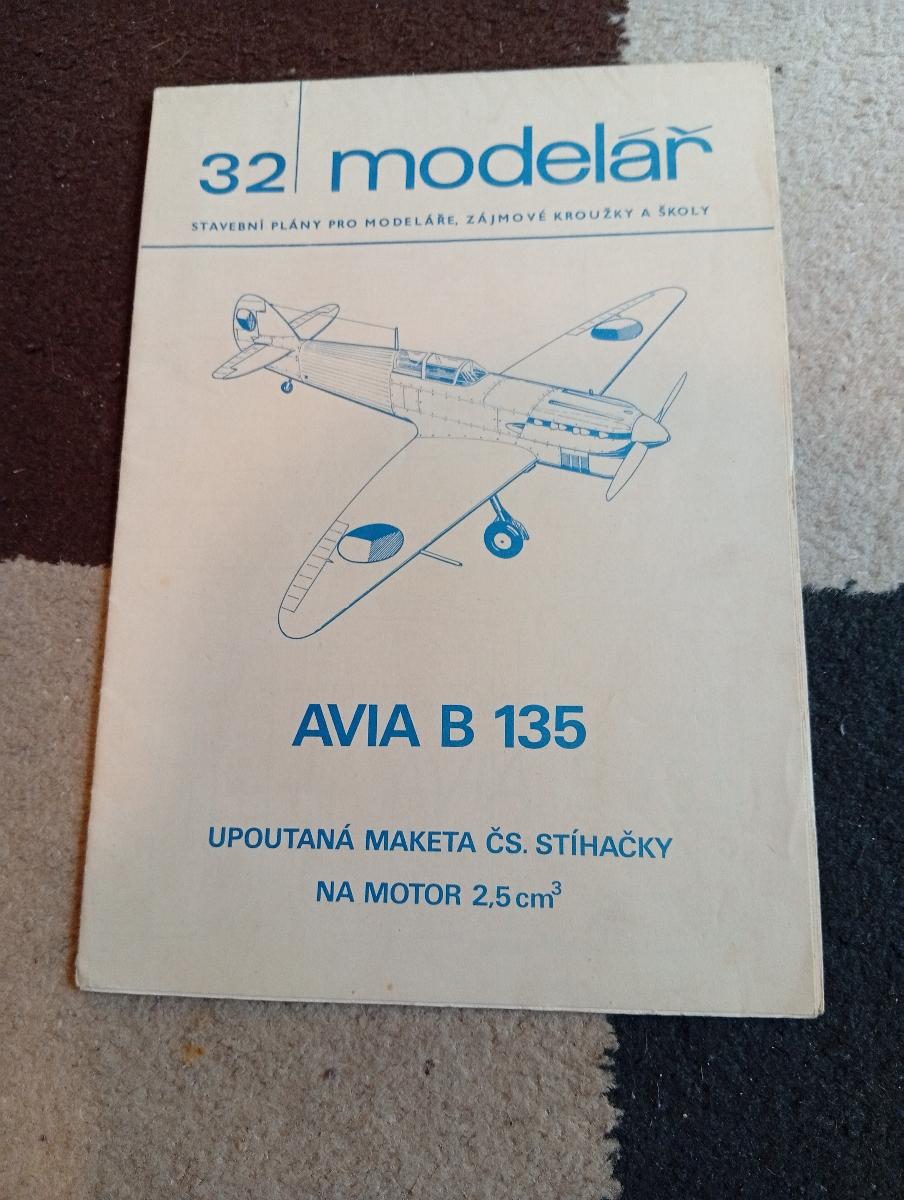 32 modelář
STAVEBNÍ PLÁNY PRO MODELÁŘE, ZÁJMOVÉ KROUŽKY A ŠKOLY
AVIA B 135
UPOUTANÁ MAKETA ČS. STÍHAČKY
NA MOTOR 2,5 cm³